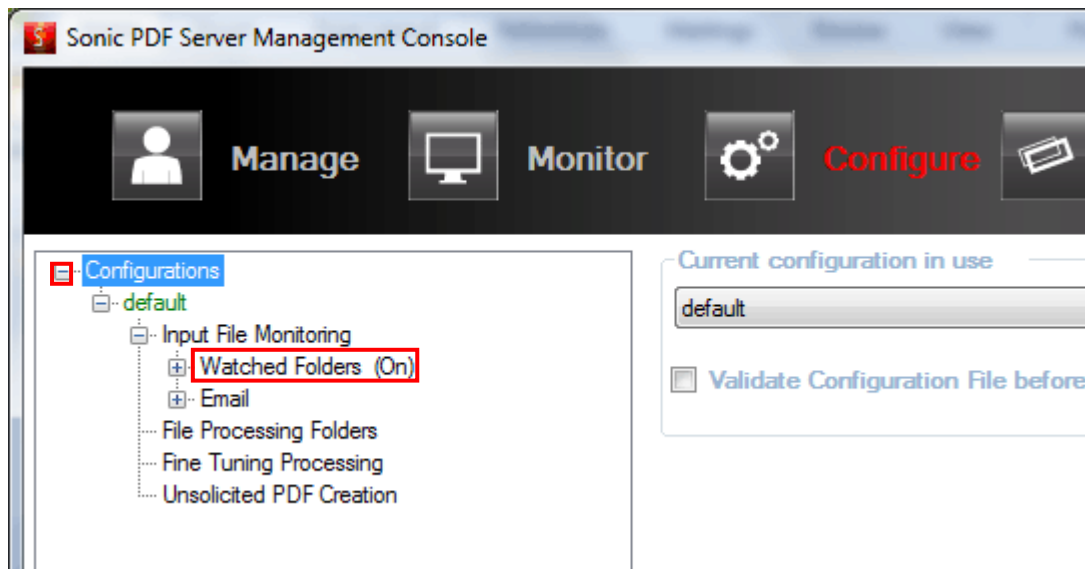 Sonic PDF Server Management Console
Manage Monitor Configure
Configurations
default
Input File Monitoring
Watched Folders (On)
Email
File Processing Folders
Fine Tuning Processing
Unsolicited PDF Creation
Current configuration in use
default
Validate Configuration File before